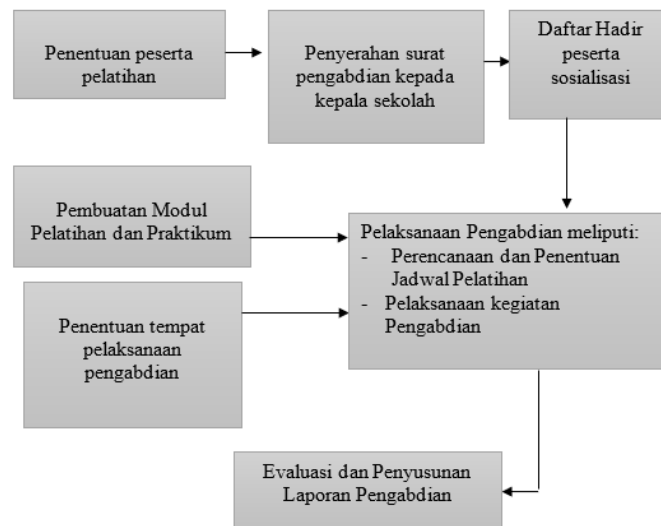 Penentuan peserta
pelatihan
Penyerahan surat
pengabdian kepada
kepala sekolah
Daftar Hadir
peserta
sosialisasi
Pembuatan Modul
Pelatihan dan Praktikum
Penentuan tempat
pelaksanaan
pengabdian
Pelaksanaan Pengabdian meliputi:
- Perencanaan dan Penentuan
Jadwal Pelatihan
- Pelaksanaan kegiatan
Pengabdian
Evaluasi dan Penyusunan
Laporan Pengabdian